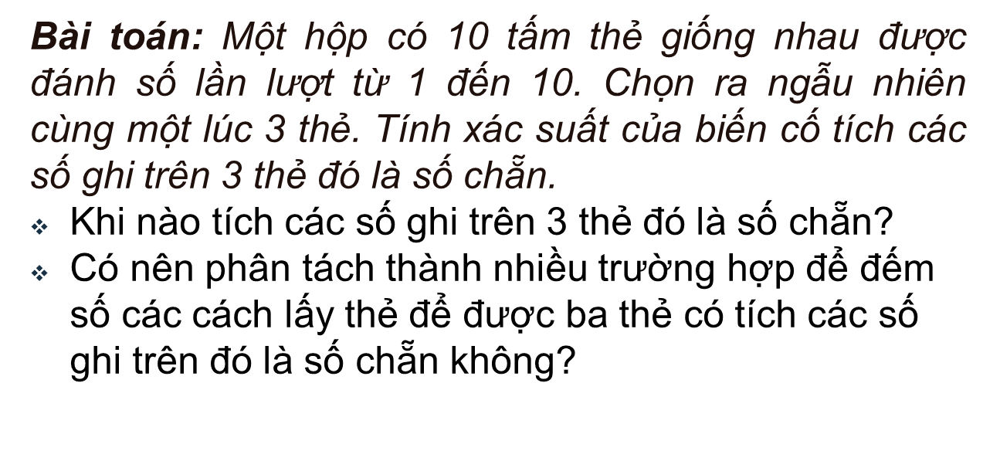 Bài toán: Một hộp có 10 tấm thẻ giống nhau được
đánh số lần lượt từ 1 đến 10. Chọn ra ngẫu nhiên
cùng một lúc 3 thẻ. Tính xác suất của biến cố tích các
số ghi trên 3 thẻ đó là số chẵn.
❖ Khi nào tích các số ghi trên 3 thẻ đó là số chẵn?
❖ Có nên phân tách thành nhiều trường hợp để đếm
số các cách lấy thẻ để được ba thẻ có tích các số
ghi trên đó là số chẵn không?